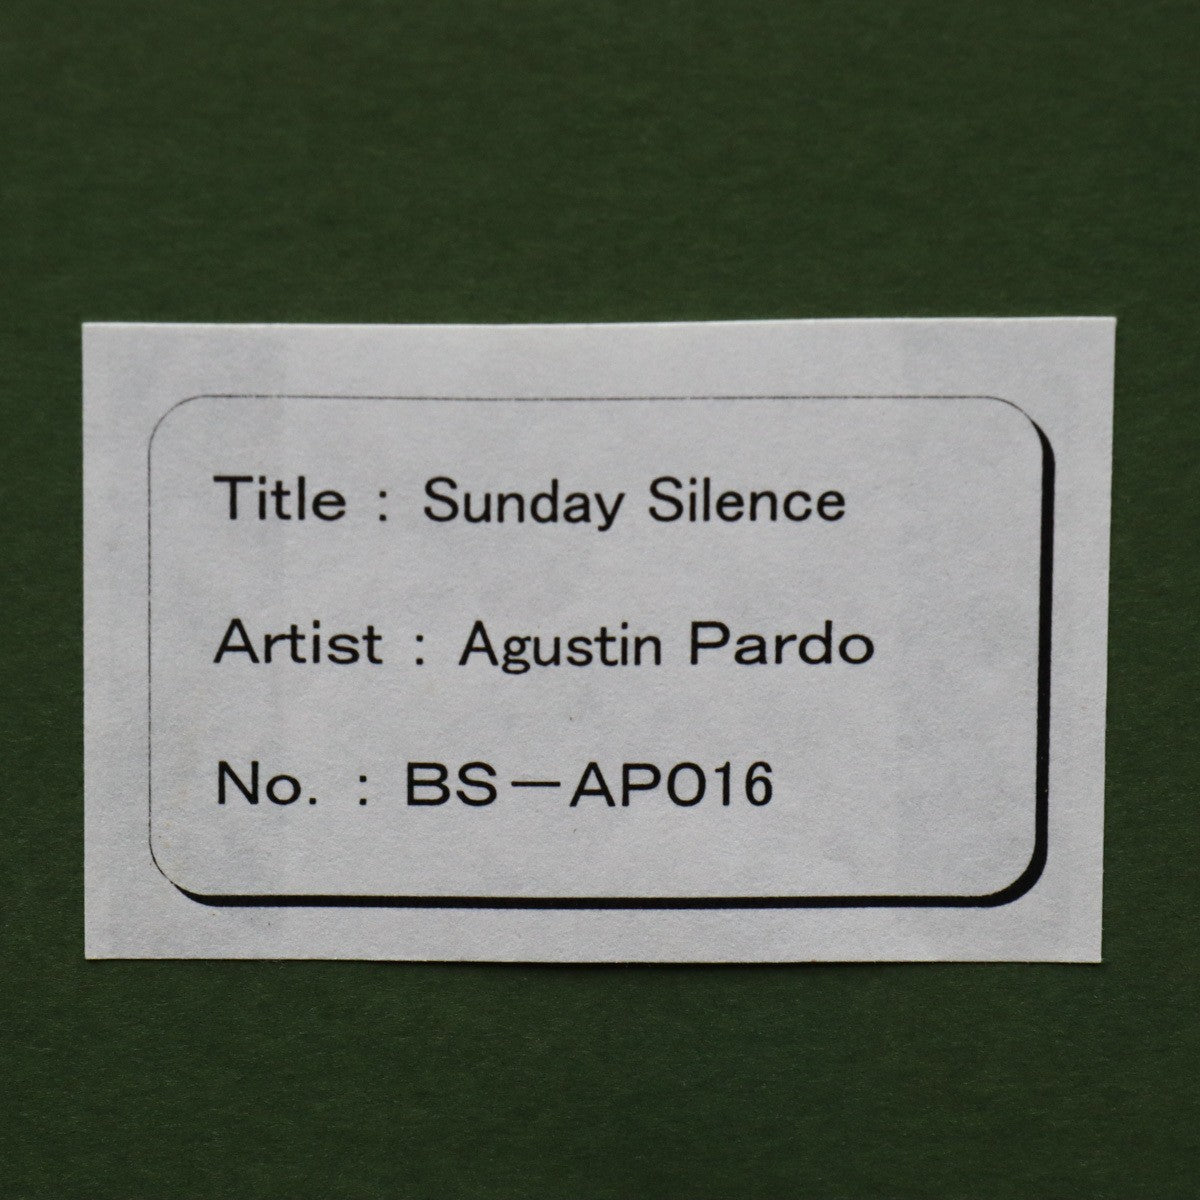 Title : Sunday Silence
Artist : Agustin Pardo
No. : BS－AP016